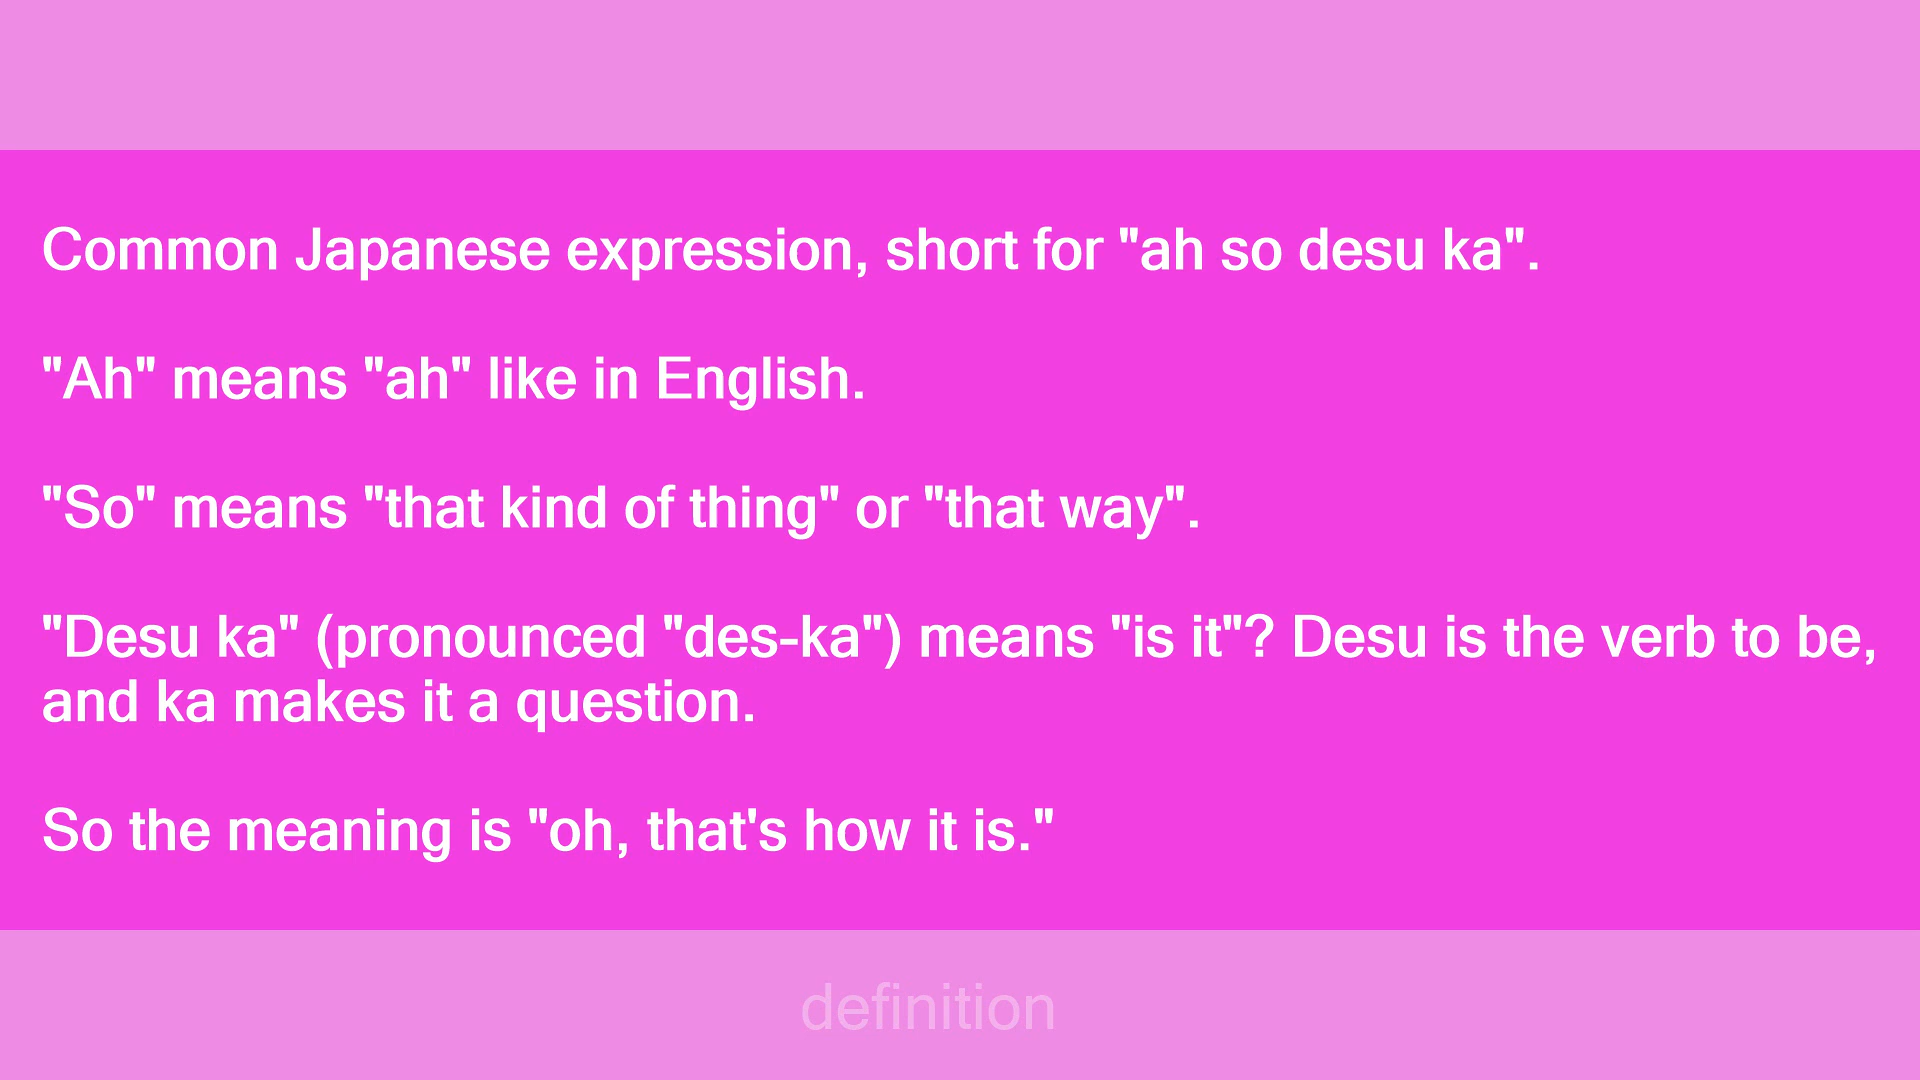 Common Japanese expression, short for "ah so desu ka".
"Ah" means "ah" like in English.
"So" means "that kind of thing" or "that way".
"Desu ka" (pronounced "des-ka") means "is it"? Desu is the verb to be,
and ka makes it a question.
So the meaning is "oh, that's how it is."
definition